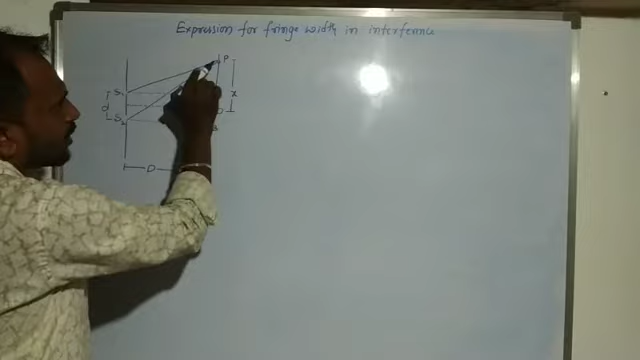 Expression for fringe width in interference
P
S₁
d
x
S₂
D